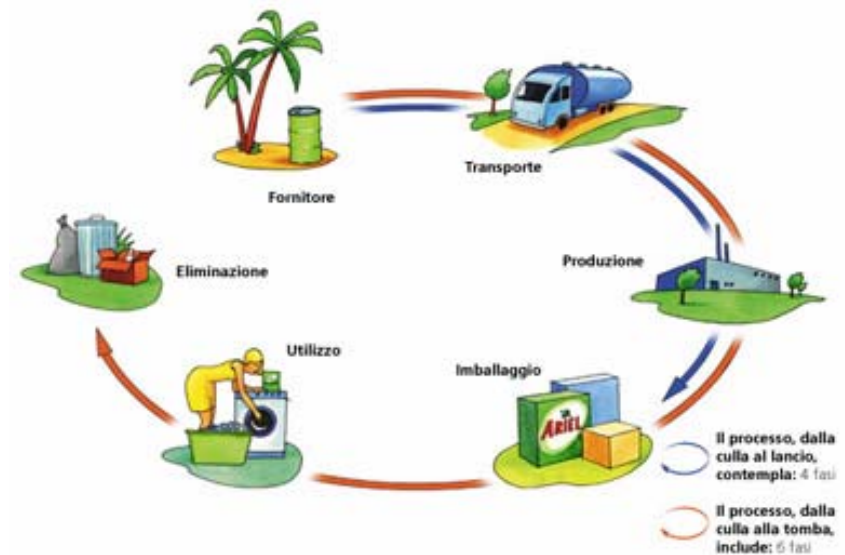 Fornitore
Transporte
Produzione
Imballaggio
ARIEL
Utilizzo
Eliminazione
Il processo, dalla
culla al lancio,
contempla: 4 fasi
Il processo, dalla
culla alla tomba,
include: 6 fasi